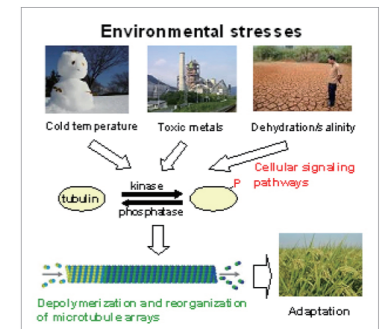 Environmental stresses
Cold temperature
Toxic metals
Dehydration/salinity
Cellular signaling
pathways
kinase
P
tubulin
phosphatase
Depolymerization and reorganization
of microtubule arrays
Adaptation